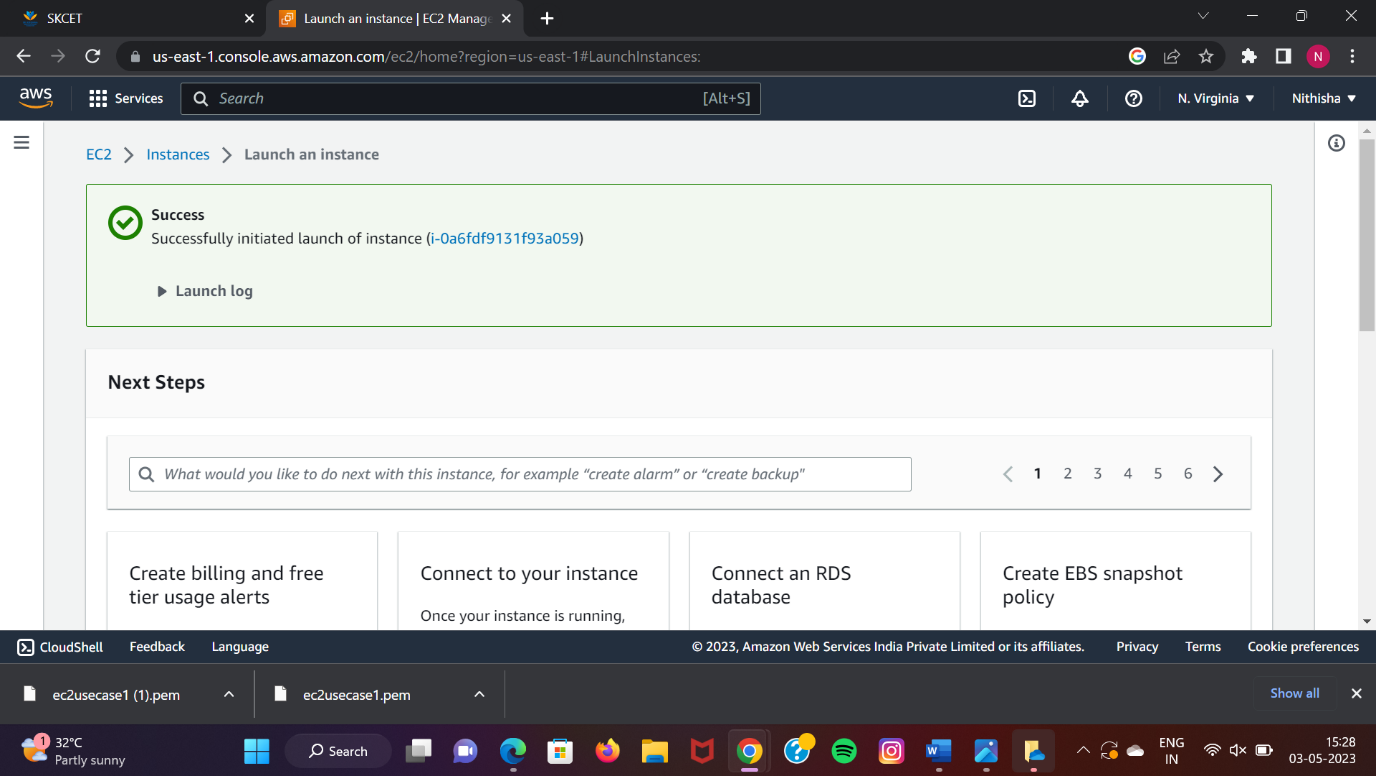 SKCET
Launch an instance | EC2 Manag
us-east-1.console.aws.amazon.com/ec2/home?region=us-east-1#LaunchInstances:
G
N
aws
Services
Search
[Alt+S]
N. Virginia
Nithisha
EC2 > Instances > Launch an instance
Success
Successfully initiated launch of instance (i-0a6fdf9131f93a059)
Launch log
Next Steps
What would you like to do next with this instance, for example “create alarm” or “create backup"
1 2 3 4 5 6
Create billing and free
tier usage alerts
Connect to your instance
Once your instance is running,
Connect an RDS
database
Create EBS snapshot
policy
CloudShell
Feedback
Language
© 2023, Amazon Web Services India Private Limited or its affiliates.
Privacy
Terms
Cookie preferences
ec2usecase1 (1).pem
ec2usecase1.pem
Show all
1
32°C
Partly sunny
Search
W
ENG
IN
15:28
03-05-2023